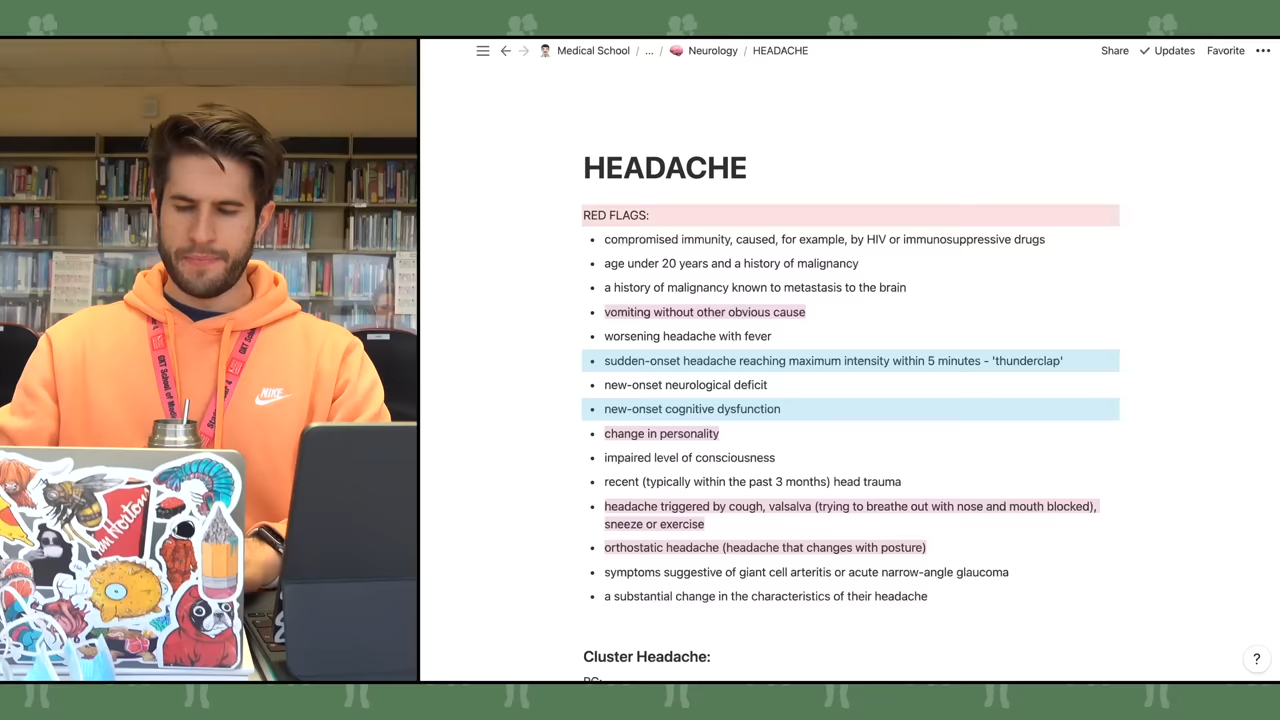 Medical School / ... / Neurology / HEADACHE
Share Updates Favorite •••
HEADACHE
RED FLAGS:
• compromised immunity, caused, for example, by HIV or immunosuppressive drugs
• age under 20 years and a history of malignancy
• a history of malignancy known to metastasis to the brain
• vomiting without other obvious cause
• worsening headache with fever
• sudden-onset headache reaching maximum intensity within 5 minutes - 'thunderclap'
• new-onset neurological deficit
• new-onset cognitive dysfunction
• change in personality
• impaired level of consciousness
• recent (typically within the past 3 months) head trauma
• headache triggered by cough, valsalva (trying to breathe out with nose and mouth blocked),
sneeze or exercise
• orthostatic headache (headache that changes with posture)
• symptoms suggestive of giant cell arteritis or acute narrow-angle glaucoma
• a substantial change in the characteristics of their headache
Cluster Headache:
?
NIKE
GKT School of Medi